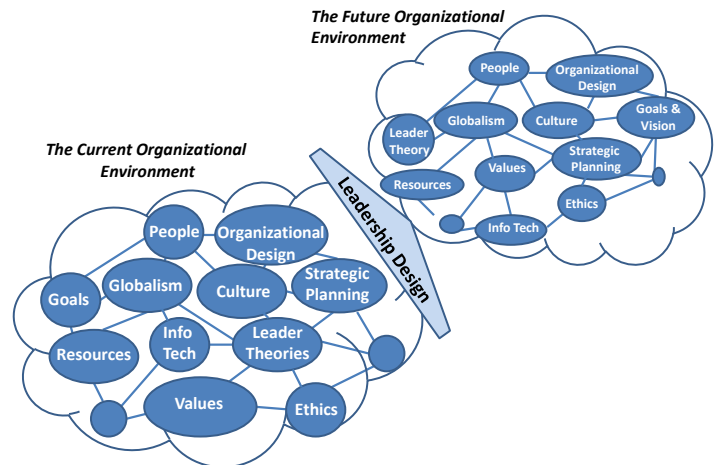 The Future Organizational
Environment
People
Organizational
Design
Goals &
Vision
Globalism
Culture
Leader
Theory
Strategic
Planning
Values
Resources
Ethics
Info Tech
The Current Organizational
Environment
Leadership Design
People
Organizational
Design
Strategic
Planning
Globalism
Culture
Goals
Info
Tech
Leader
Theories
Resources
Values
Ethics